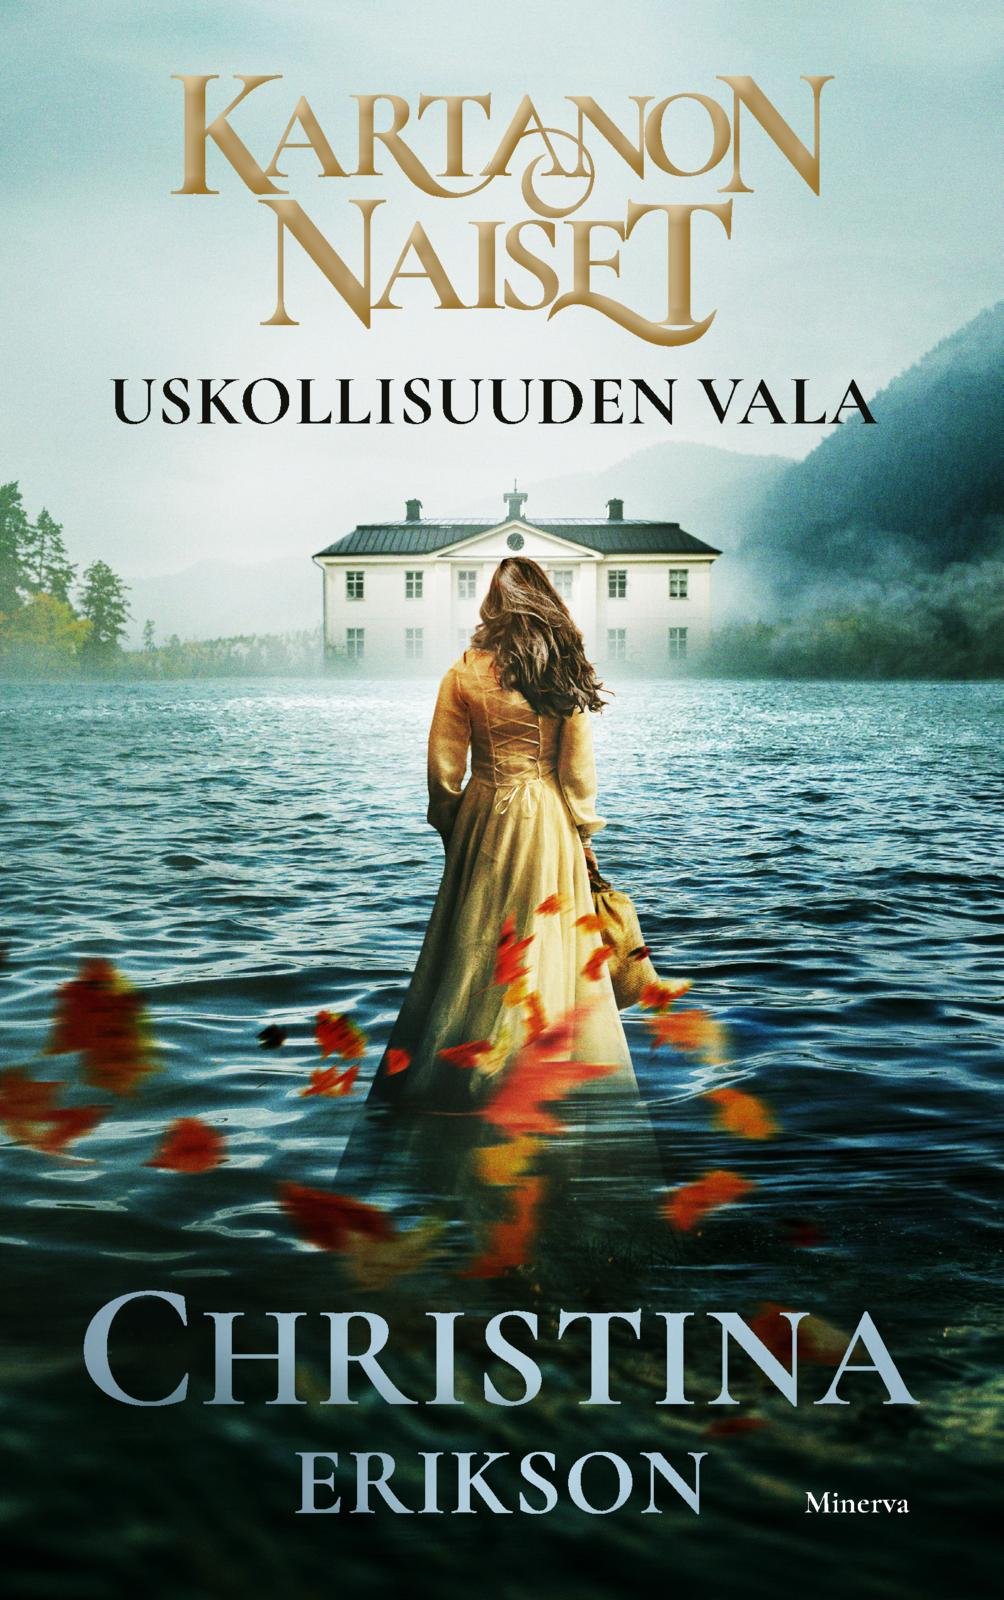 KARTANON
NAISET
USKOLLISUUDEN VALA
CHRISTINA
ERIKSON
Minerva